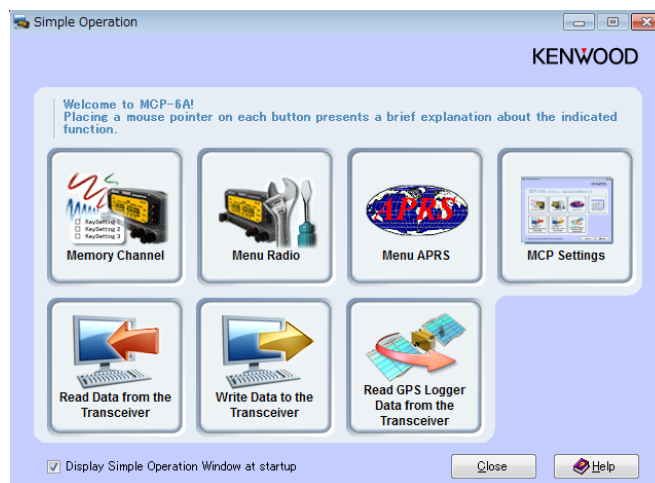 Simple Operation
KENWOOD
Welcome to MCP-6A!
Placing a mouse pointer on each button presents a brief explanation about the indicated
function.
KeySetting 1
KeySetting 2
KeySetting 3
Memory Channel
Menu Radio
APRS
Menu APRS
MCP Settings
Read Data from the
Transceiver
Write Data to the
Transceiver
Read GPS Logger
Data from the
Transceiver
Display Simple Operation Window at startup
Close
Help